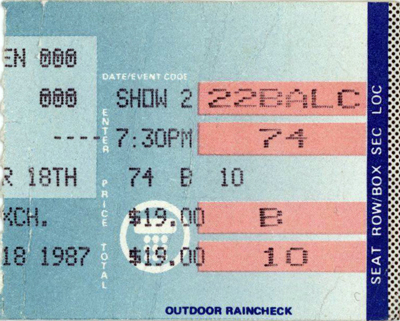 EN 000
DATE/EVENT CODE
000 SHOW 2 22BALC
ENTER
---- 7:30PM 74
R 18TH 74 B 10
PRICE
XCH. $19.00 B
18 1987 $19.00 10
TOTAL
OUTDOOR RAINCHECK
SEAT ROW/BOX SEC LOC